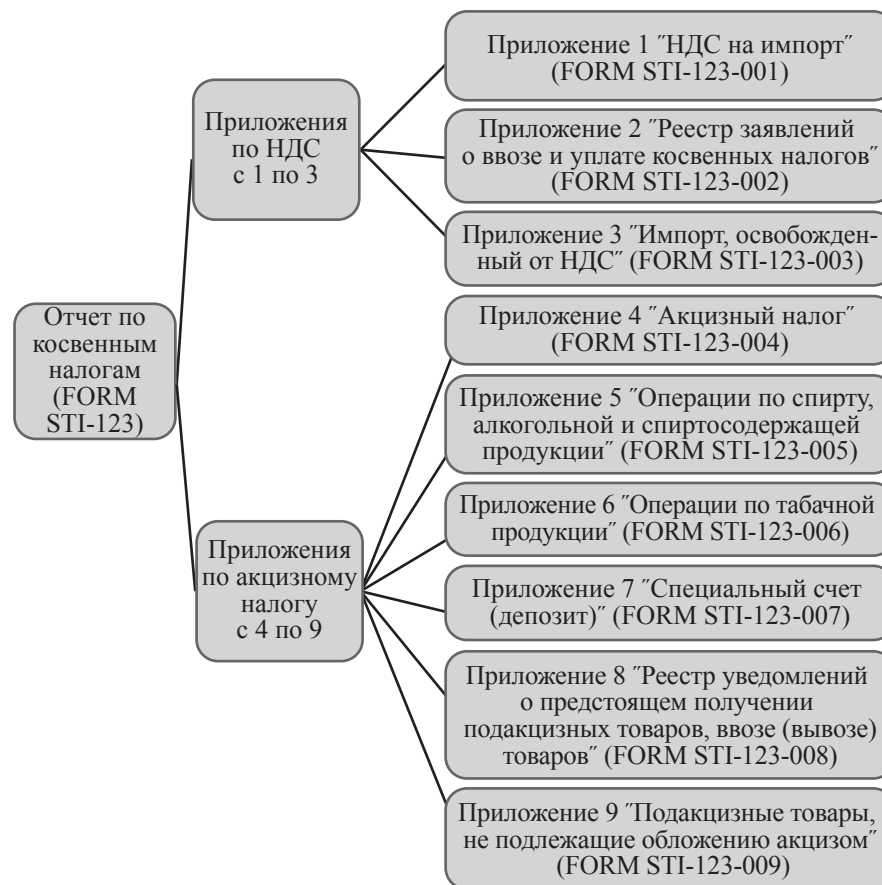 Отчет по
косвенным
налогам
(FORM
STI-123)
Приложения
по НДС
с 1 по 3
Приложение 1 ″НДС на импорт″
(FORM STI-123-001)
Приложение 2 ″Реестр заявлений
о ввозе и уплате косвенных налогов″
(FORM STI-123-002)
Приложение 3 ″Импорт, освобожден-
ный от НДС″ (FORM STI-123-003)
Приложения
по акцизному
налогу
с 4 по 9
Приложение 4 ″Акцизный налог″
(FORM STI-123-004)
Приложение 5 ″Операции по спирту,
алкогольной и спиртосодержащей
продукции″ (FORM STI-123-005)
Приложение 6 ″Операции по табачной
продукции″ (FORM STI-123-006)
Приложение 7 ″Специальный счет
(депозит)″ (FORM STI-123-007)
Приложение 8 ″Реестр уведомлений
о предстоящем получении
подакцизных товаров, ввозе (вывозе)
товаров″ (FORM STI-123-008)
Приложение 9 ″Подакцизные товары,
не подлежащие обложению акцизом″
(FORM STI-123-009)